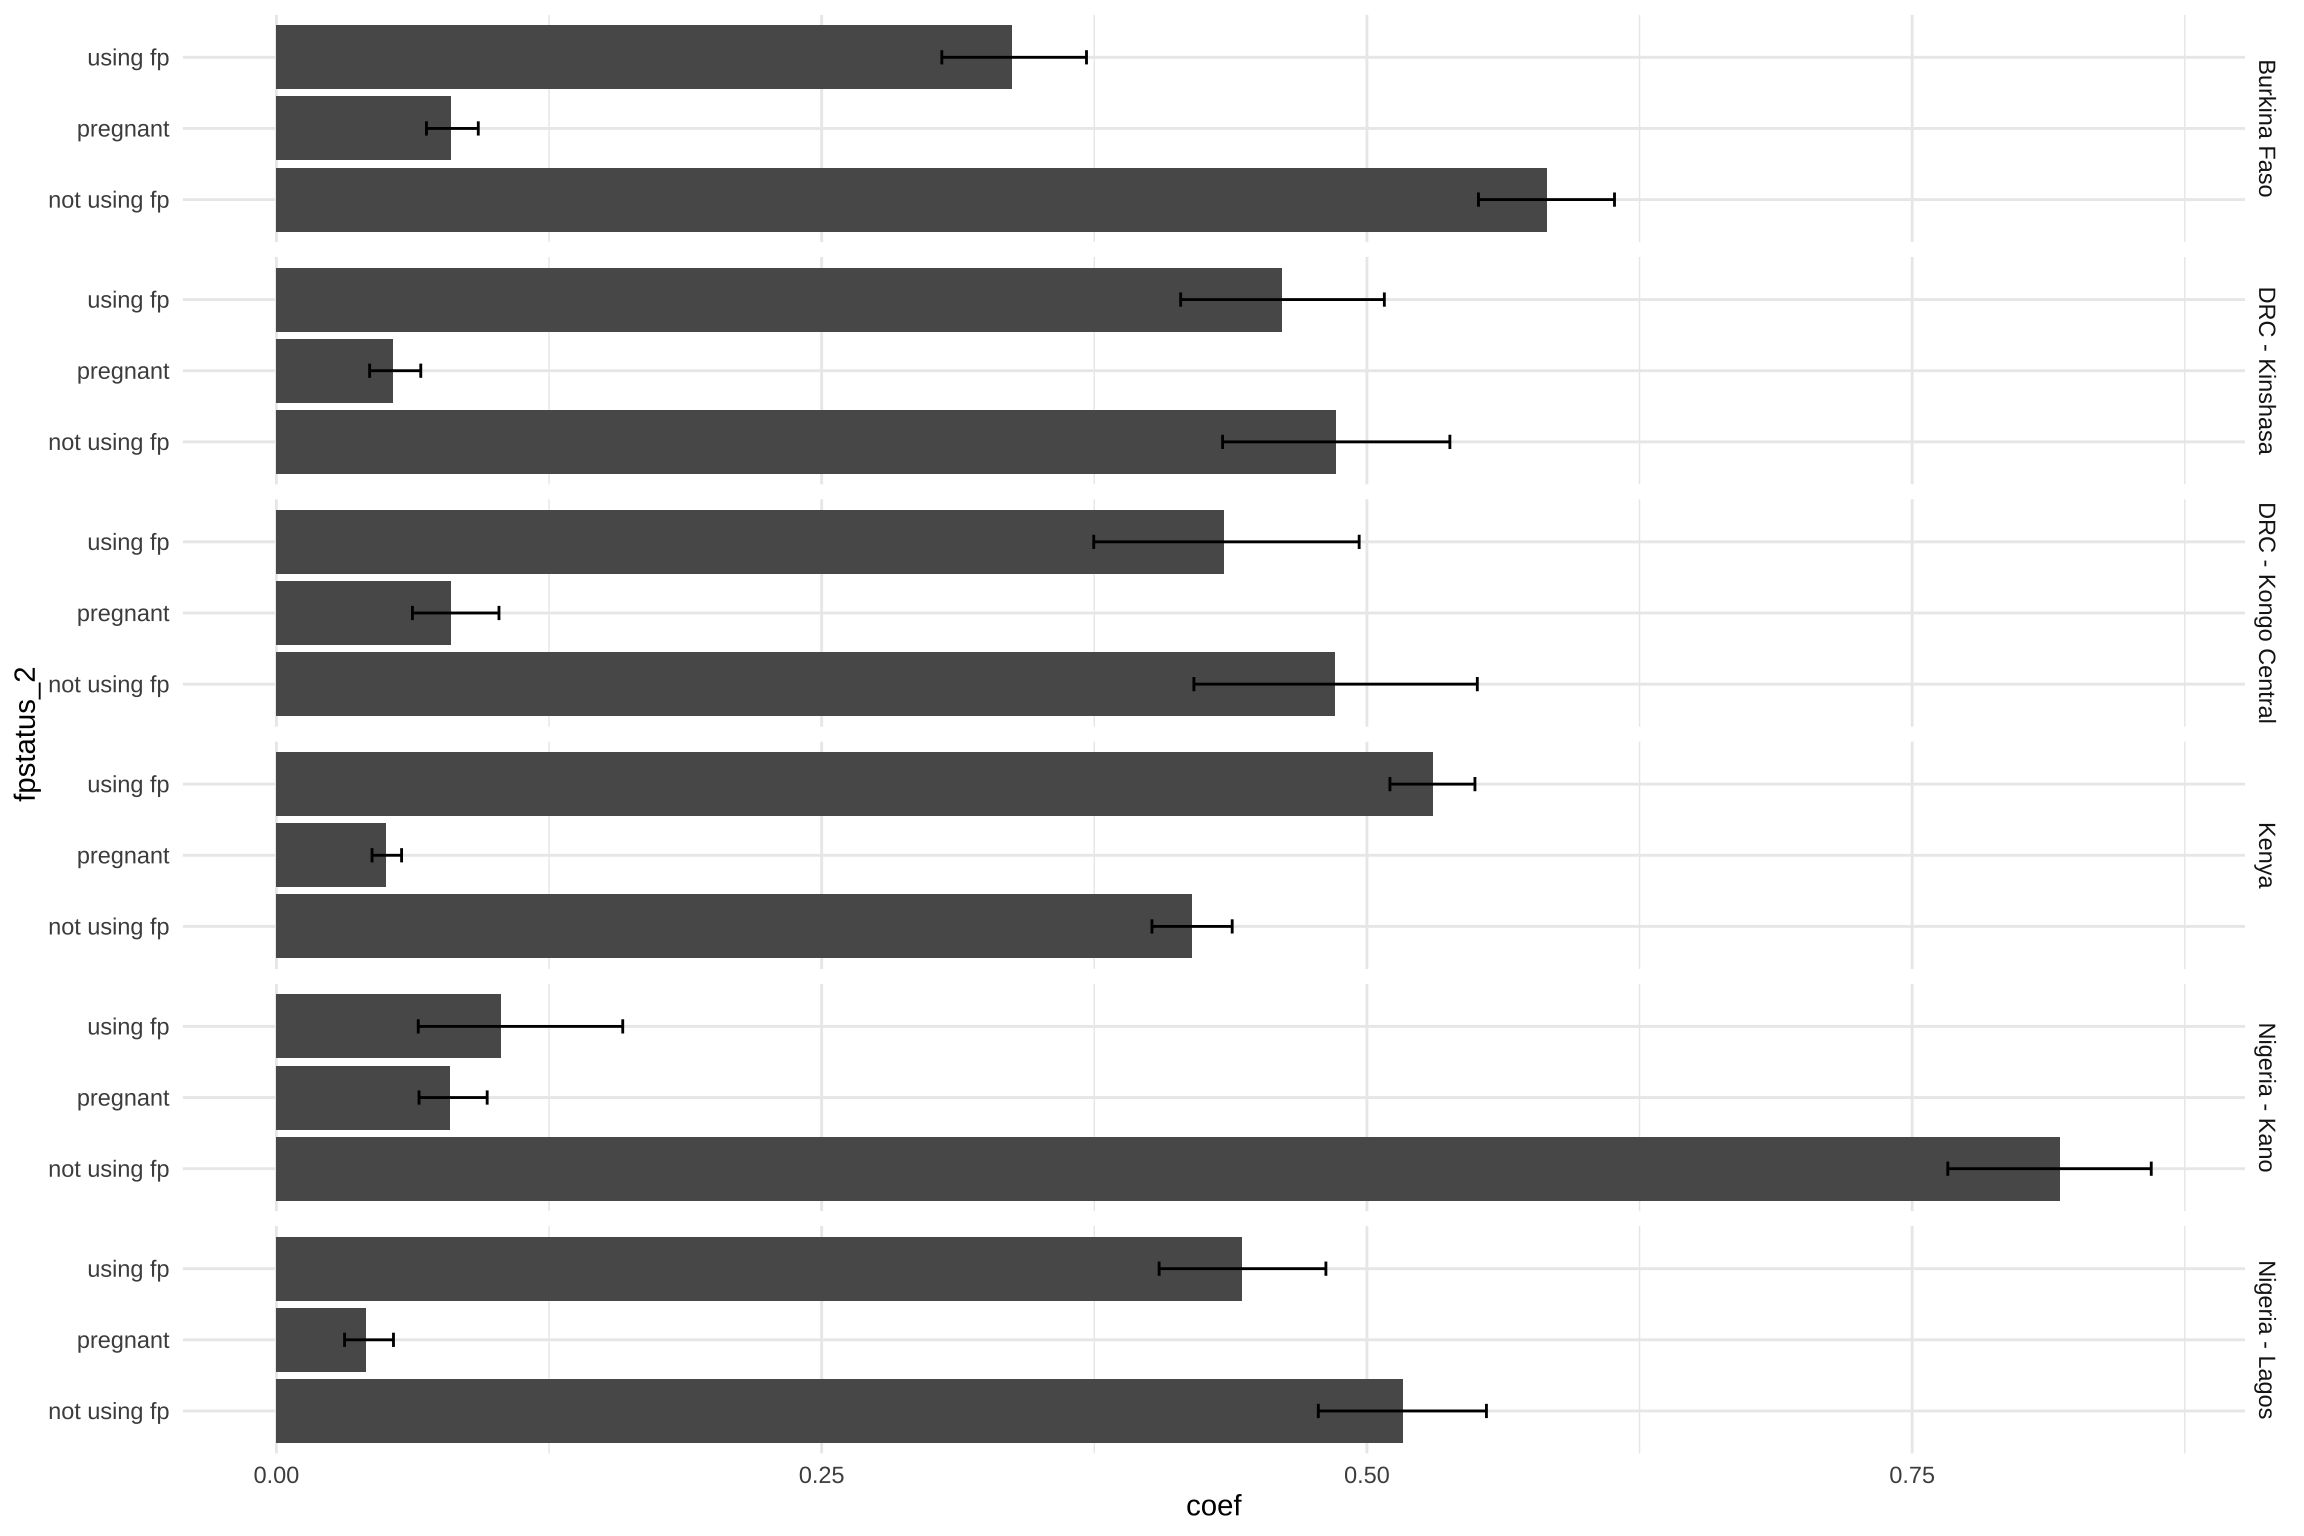 using fp
pregnant
not using fp
Burkina Faso
using fp
pregnant
not using fp
DRC - Kinshasa
using fp
pregnant
not using fp
DRC - Kongo Central
using fp
pregnant
not using fp
Kenya
using fp
pregnant
not using fp
Nigeria - Kano
using fp
pregnant
not using fp
Nigeria - Lagos
fpstatus_2
0.00 0.25 0.50 0.75
coef